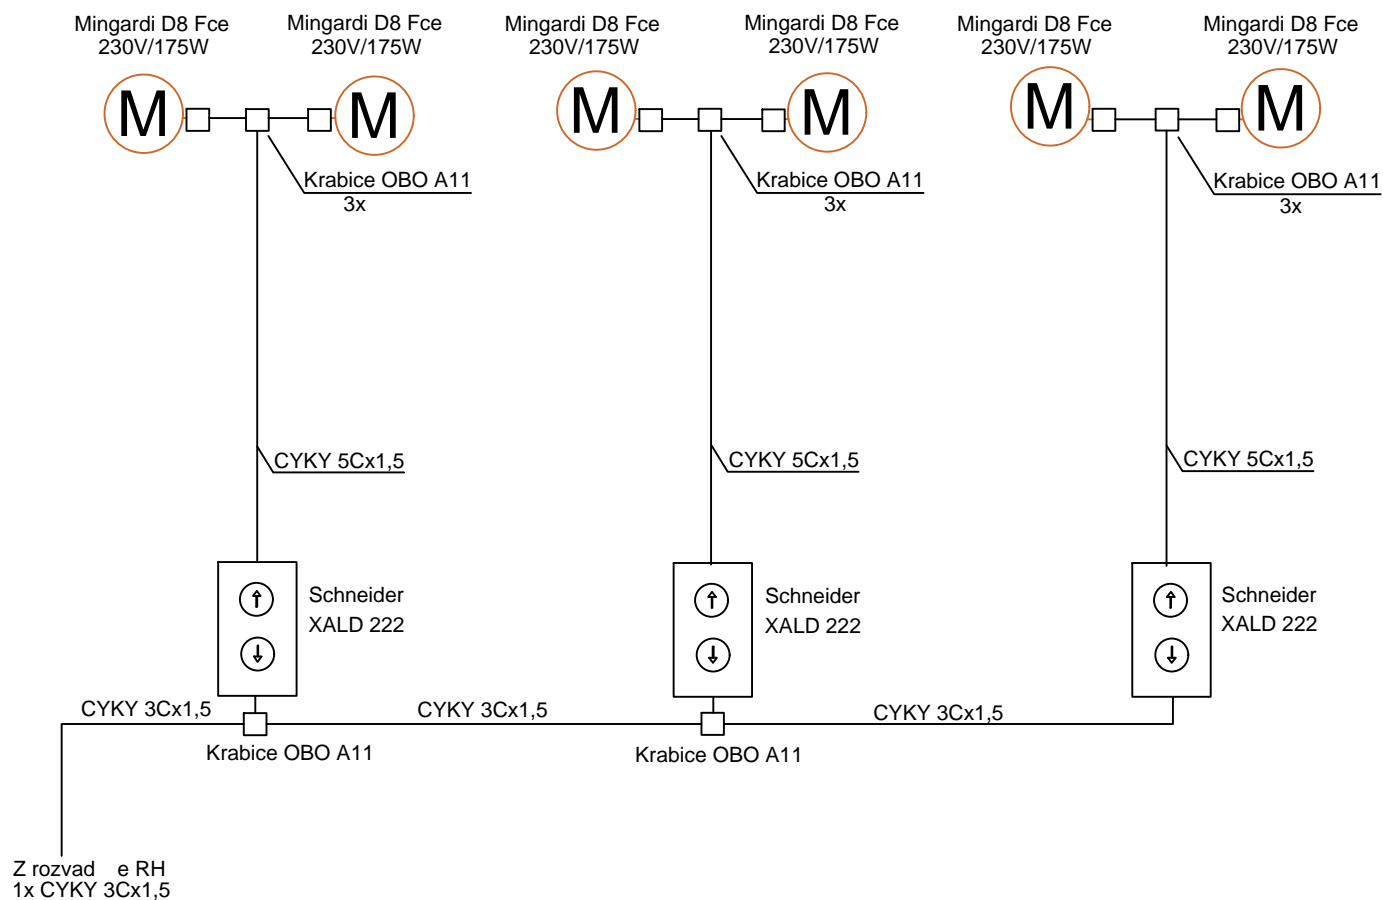 Mingardi D8 Fce
230V/175W
Mingardi D8 Fce
230V/175W
Mingardi D8 Fce
230V/175W
Mingardi D8 Fce
230V/175W
Mingardi D8 Fce
230V/175W
Mingardi D8 Fce
230V/175W
M
M
M
M
M
M
Krabice OBO A11
3x
Krabice OBO A11
3x
Krabice OBO A11
3x
CYKY 5Cx1,5
CYKY 5Cx1,5
CYKY 5Cx1,5
Schneider
XALD 222
Schneider
XALD 222
Schneider
XALD 222
CYKY 3Cx1,5
CYKY 3Cx1,5
CYKY 3Cx1,5
Krabice OBO A11
Krabice OBO A11
Z rozvad e RH
1x CYKY 3Cx1,5